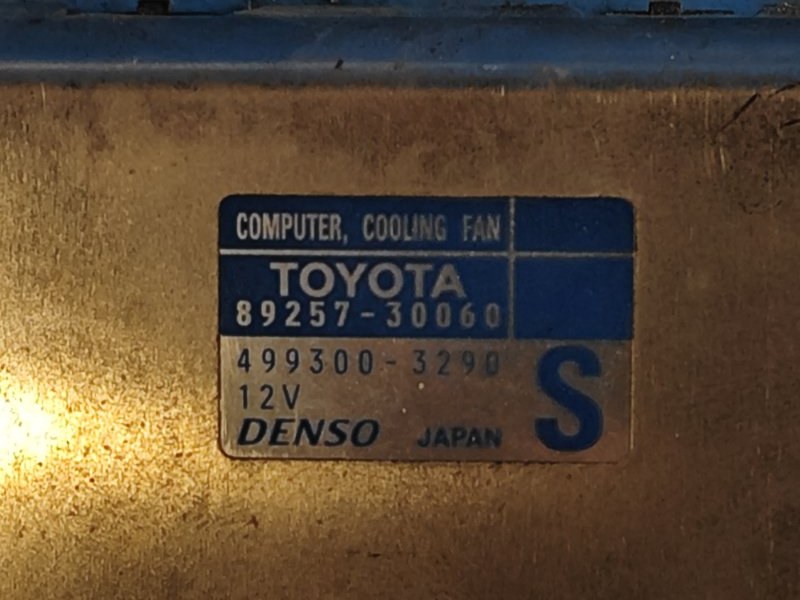 COMPUTER, COOLING FAN
TOYOTA
89257-30060
499300-3290
12V
S
DENSO JAPAN